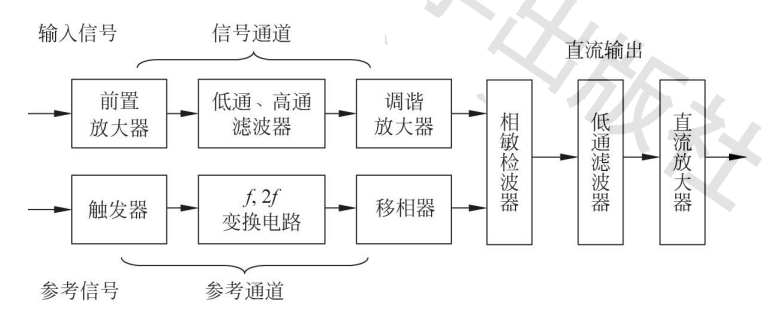 输入信号
信号通道
直流输出
前置
放大器
低通、高通
滤波器
调谐
放大器
相敏检波器
低通滤波器
直流放大器
触发器
f, 2f
变换电路
移相器
参考信号
参考通道
出版社